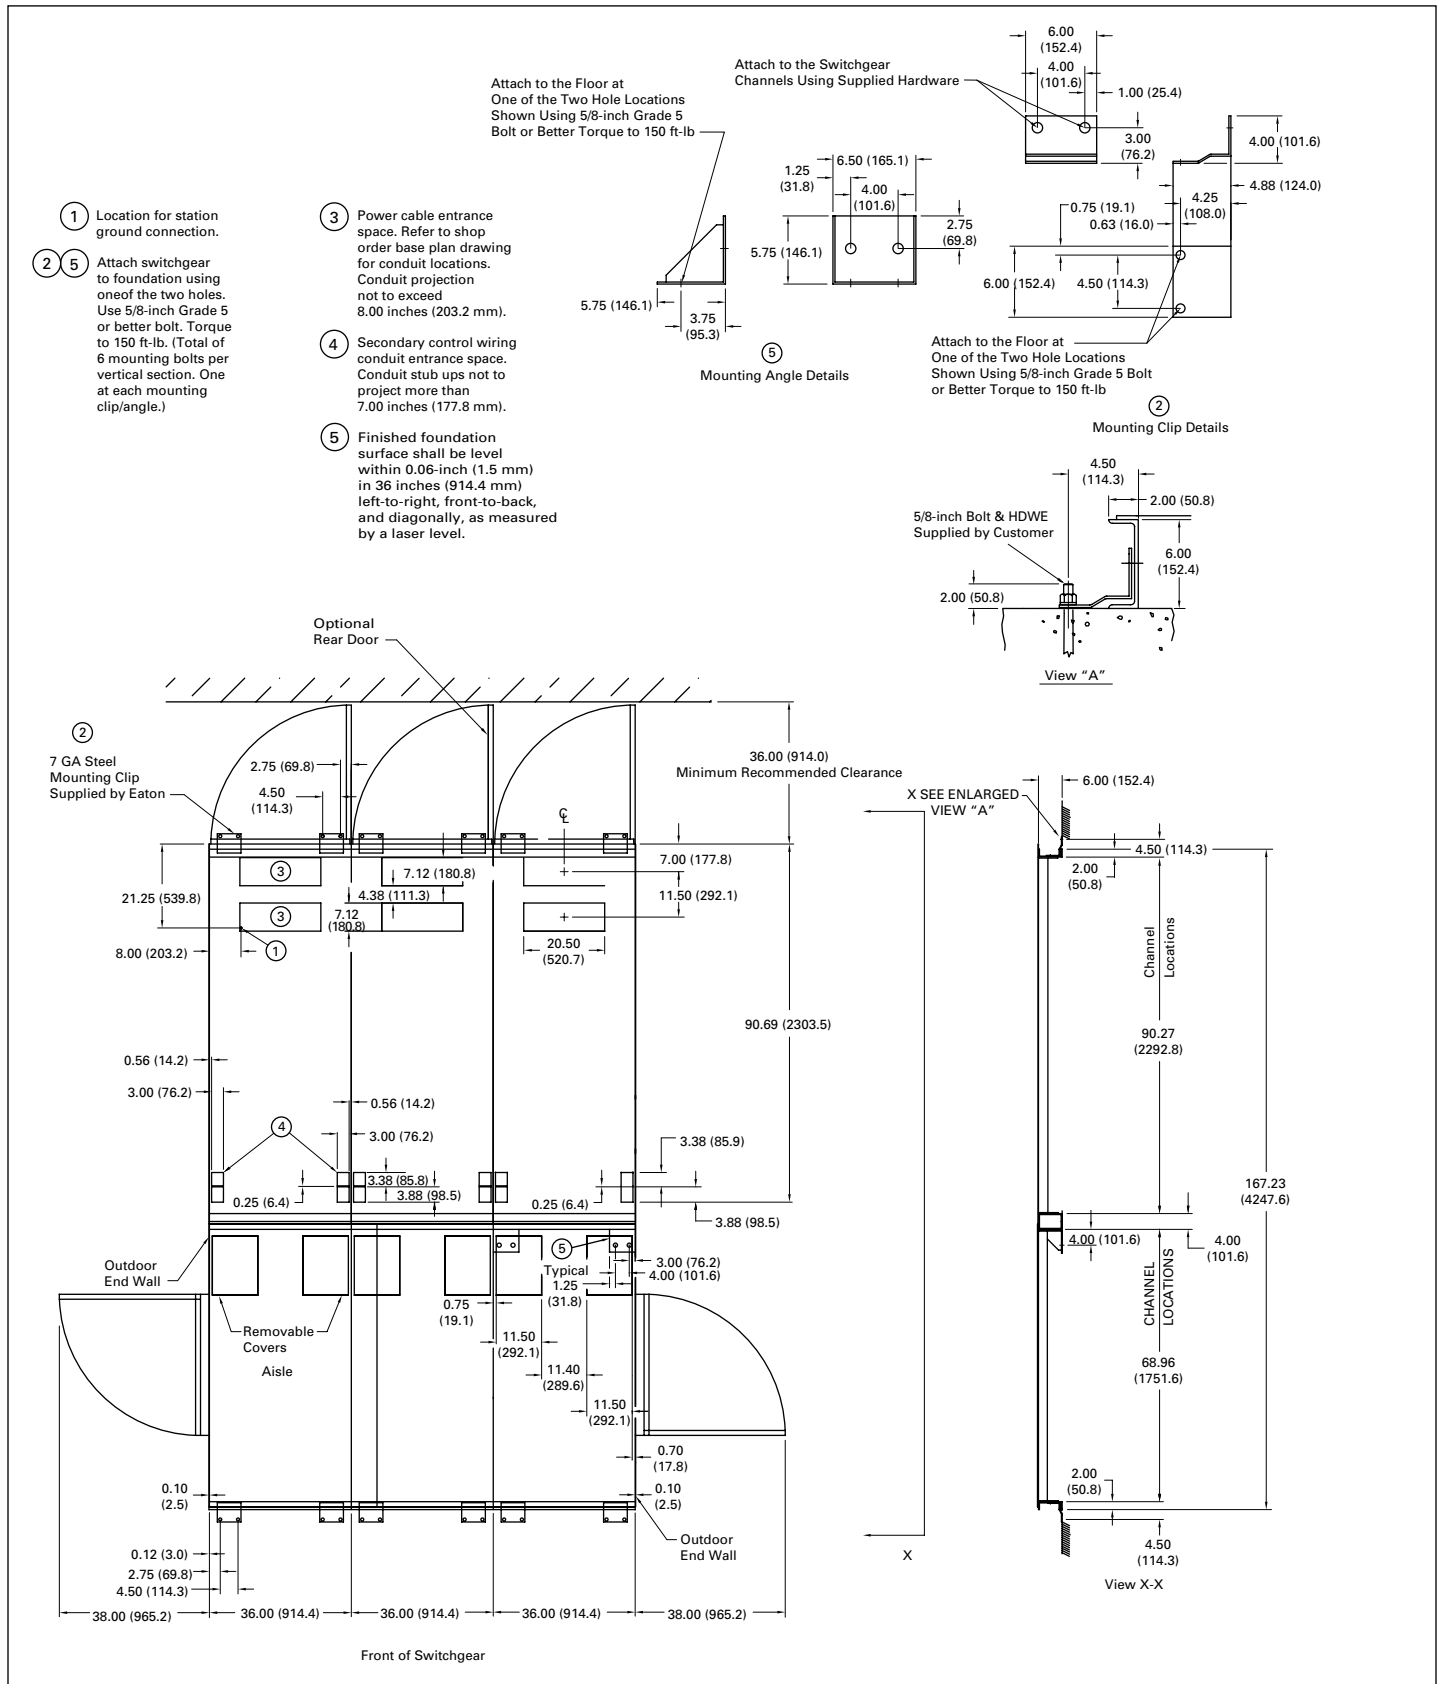 1
Location for station
ground connection.
2
5
Attach switchgear
to foundation using
oneof the two holes.
Use 5/8-inch Grade 5
or better bolt. Torque
to 150 ft-lb. (Total of
6 mounting bolts per
vertical section. One
at each mounting
clip/angle.)
3
Power cable entrance
space. Refer to shop
order base plan drawing
for conduit locations.
Conduit projection
not to exceed
8.00 inches (203.2 mm).
4
Secondary control wiring
conduit entrance space.
Conduit stub ups not to
project more than
7.00 inches (177.8 mm).
5
Finished foundation
surface shall be level
within 0.06-inch (1.5 mm)
in 36 inches (914.4 mm)
left-to-right, front-to-back,
and diagonally, as measured
by a laser level.
Attach to the Floor at
One of the Two Hole Locations
Shown Using 5/8-inch Grade 5
Bolt or Better Torque to 150 ft-lb
5.75 (146.1)
3.75
(95.3)
6.50 (165.1)
1.25
(31.8)
4.00
(101.6)
2.75
(69.8)
5.75 (146.1)
5
Mounting Angle Details
Attach to the Switchgear
Channels Using Supplied Hardware
6.00
(152.4)
4.00
(101.6)
1.00 (25.4)
3.00
(76.2)
4.00 (101.6)
4.88 (124.0)
4.25
(108.0)
0.75 (19.1)
0.63 (16.0)
6.00 (152.4)
4.50 (114.3)
Attach to the Floor at
One of the Two Hole Locations
Shown Using 5/8-inch Grade 5 Bolt
or Better Torque to 150 ft-lb
2
Mounting Clip Details
4.50
(114.3)
2.00 (50.8)
5/8-inch Bolt & HDWE
Supplied by Customer
6.00
(152.4)
2.00 (50.8)
View “A”
Optional
Rear Door
2
7 GA Steel
Mounting Clip
Supplied by Eaton
2.75 (69.8)
4.50
(114.3)
36.00 (914.0)
Minimum Recommended Clearance
CL
21.25 (539.8)
3
3
7.12 (180.8)
4.38 (111.3)
7.12
(180.8)
7.00 (177.8)
11.50 (292.1)
8.00 (203.2)
1
20.50
(520.7)
90.69 (2303.5)
0.56 (14.2)
3.00 (76.2)
0.56 (14.2)
4
3.00 (76.2)
3.38 (85.9)
3.38 (85.8)
3.88 (98.5)
0.25 (6.4)
0.25 (6.4)
3.88 (98.5)
Outdoor
End Wall
5
Typical
3.00 (76.2)
4.00 (101.6)
1.25
(31.8)
0.75
(19.1)
Removable
Covers
Aisle
11.50
(292.1)
11.40
(289.6)
11.50
(292.1)
0.70
(17.8)
0.10
(2.5)
0.10
(2.5)
Outdoor
End Wall
0.12 (3.0)
2.75 (69.8)
4.50 (114.3)
38.00 (965.2)
36.00 (914.4)
36.00 (914.4)
36.00 (914.4)
38.00 (965.2)
Front of Switchgear
X
6.00 (152.4)
X SEE ENLARGED
VIEW “A”
4.50 (114.3)
2.00
(50.8)
Channel
Locations
90.27
(2292.8)
167.23
(4247.6)
4.00 (101.6)
4.00
(101.6)
CHANNEL
LOCATIONS
68.96
(1751.6)
2.00
(50.8)
4.50
(114.3)
View X-X